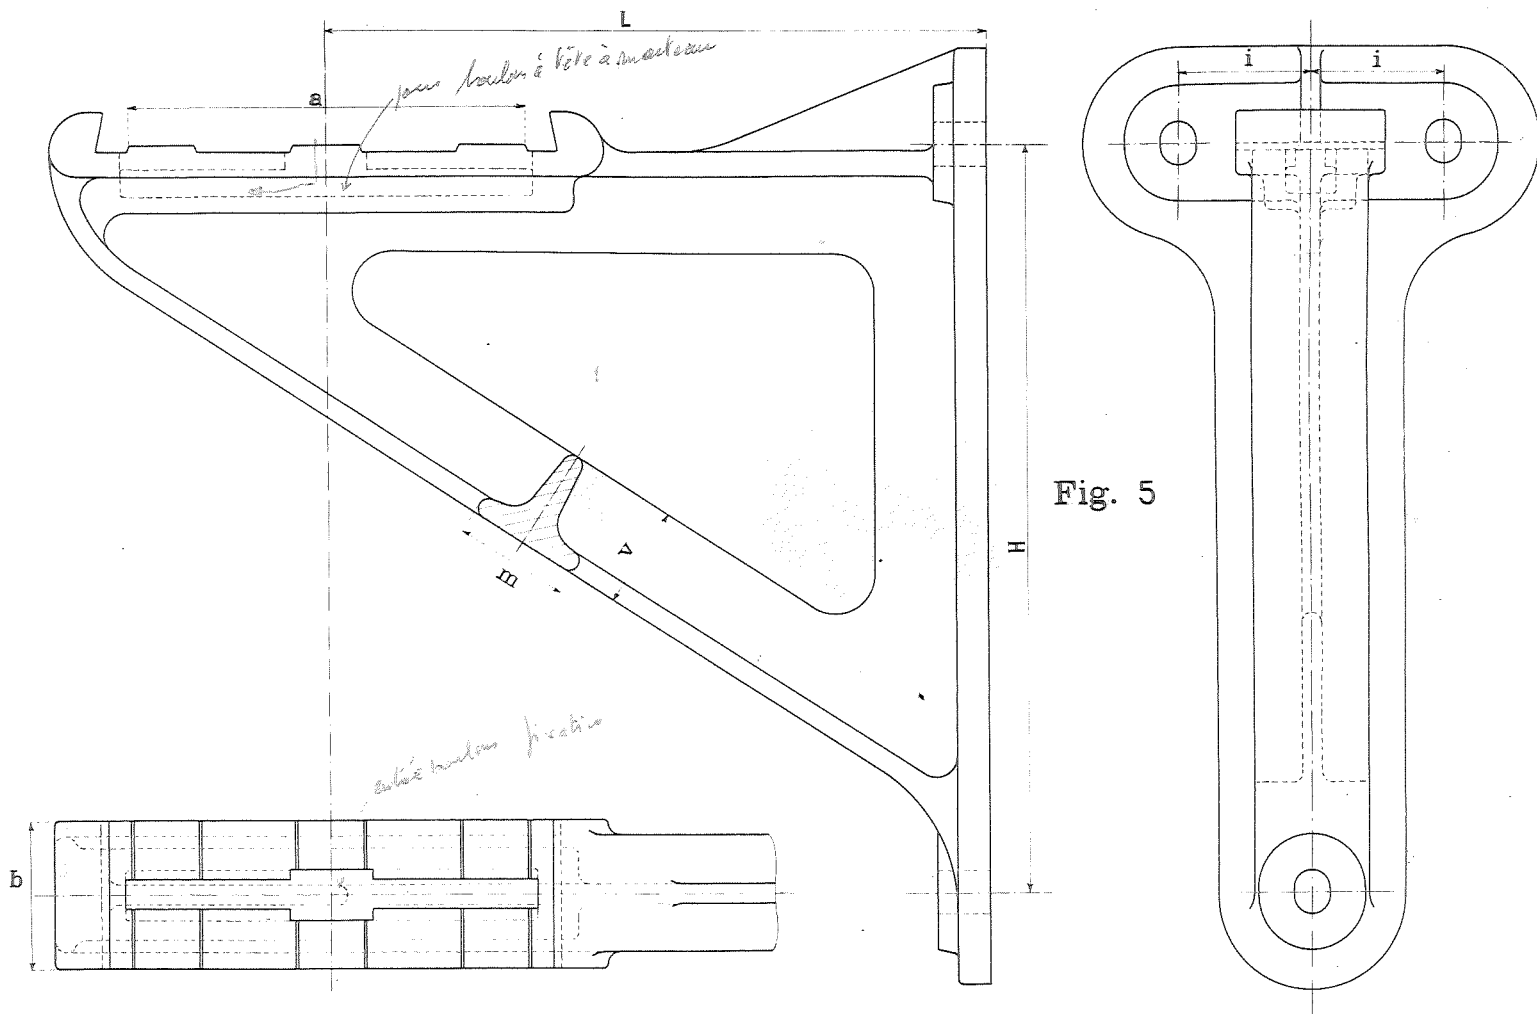 L
pour boulons à tête à marteau
i i
a
Fig. 5
H
v
m
entrée boulons fixation
b